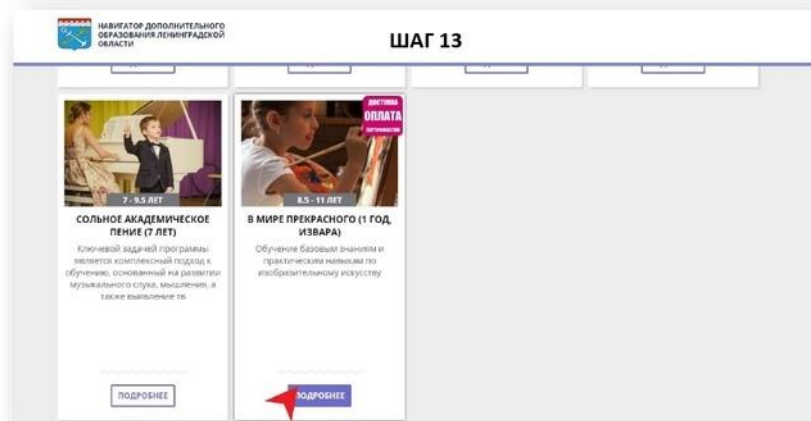 НАВИГАТОР ДОПОЛНИТЕЛЬНОГО
ОБРАЗОВАНИЯ ЛЕНИНГРАДСКОЙ
ОБЛАСТИ
ШАГ 13
7 - 9.5 ЛЕТ
СОЛЬНОЕ АКАДЕМИЧЕСКОЕ
ПЕНИЕ (7 ЛЕТ)
Ключевой задачей программы
является комплексный подход к
обучению, основанный на развитии
музыкального слуха, мышления, а
также выявление тв
ПОДРОБНЕЕ
ДОСТУПНА
ОПЛАТА
СЕРТИФИКАТОМ
8.5 - 11 ЛЕТ
В МИРЕ ПРЕКРАСНОГО (1 ГОД,
ИЗВАРА)
Обучение базовым знаниям и
практическим навыкам по
изобразительному искусству
ПОДРОБНЕЕ